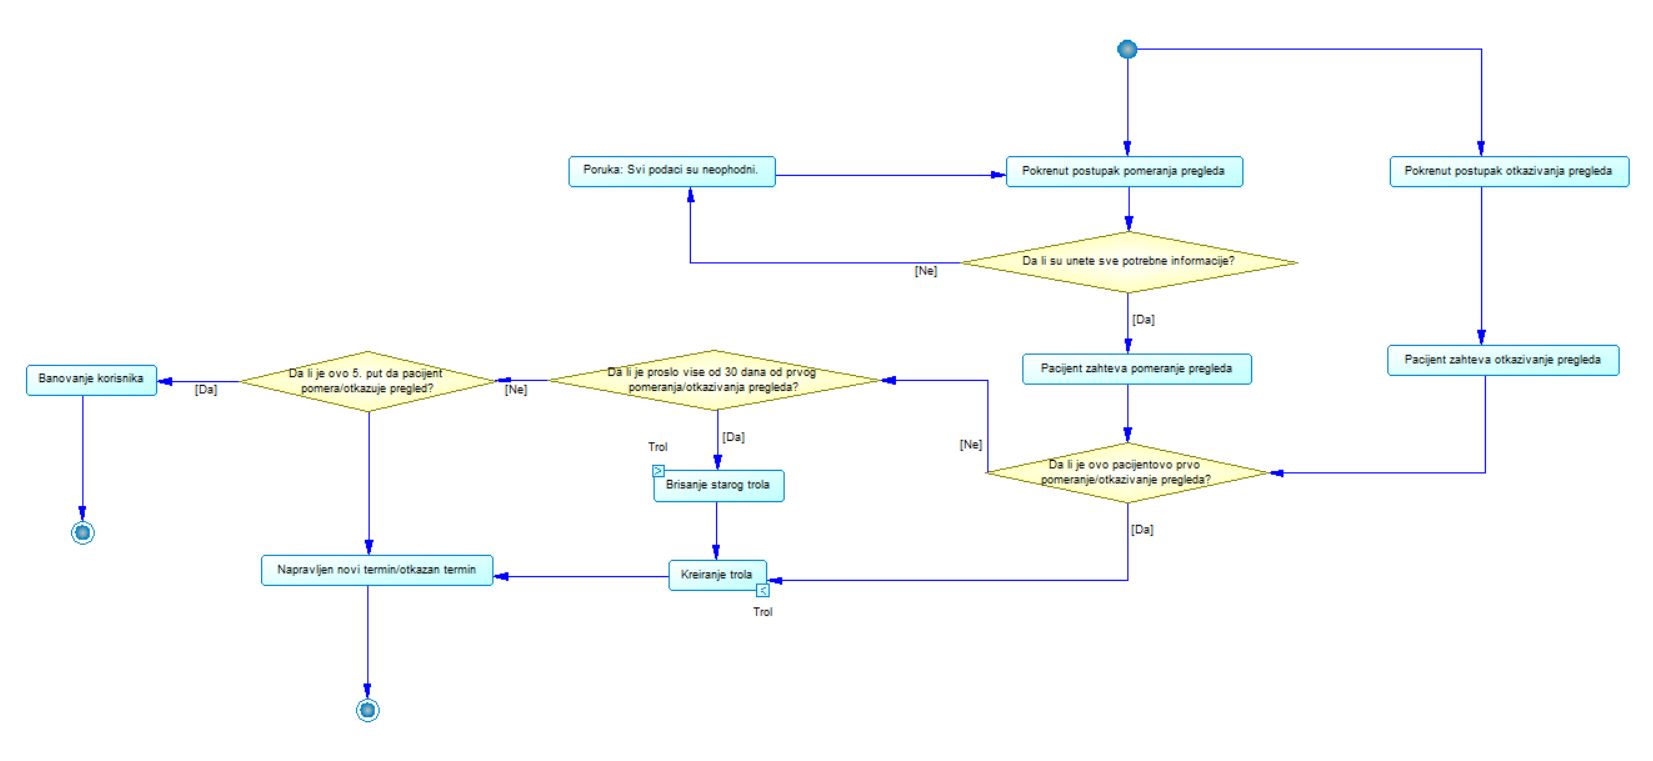 Poruka: Svi podaci su neophodni.
Pokrenut postupak pomeranja pregleda
Pokrenut postupak otkazivanja pregleda
Da li su unete sve potrebne informacije?
[Ne]
[Da]
Pacijent zahteva pomeranje pregleda
Pacijent zahteva otkazivanje pregleda
Banovanje korisnika
[Da]
Da li je ovo 5. put da pacijent
pomera/otkazuje pregled?
[Ne]
Da li je proslo vise od 30 dana od prvog
pomeranja/otkazivanja pregleda?
[Da]
[Ne]
Da li je ovo pacijentovo prvo
pomeranje/otkazivanje pregleda?
[Da]
Trol
Brisanje starog trola
Napravljen novi termin/otkazan termin
Kreiranje trola
Trol